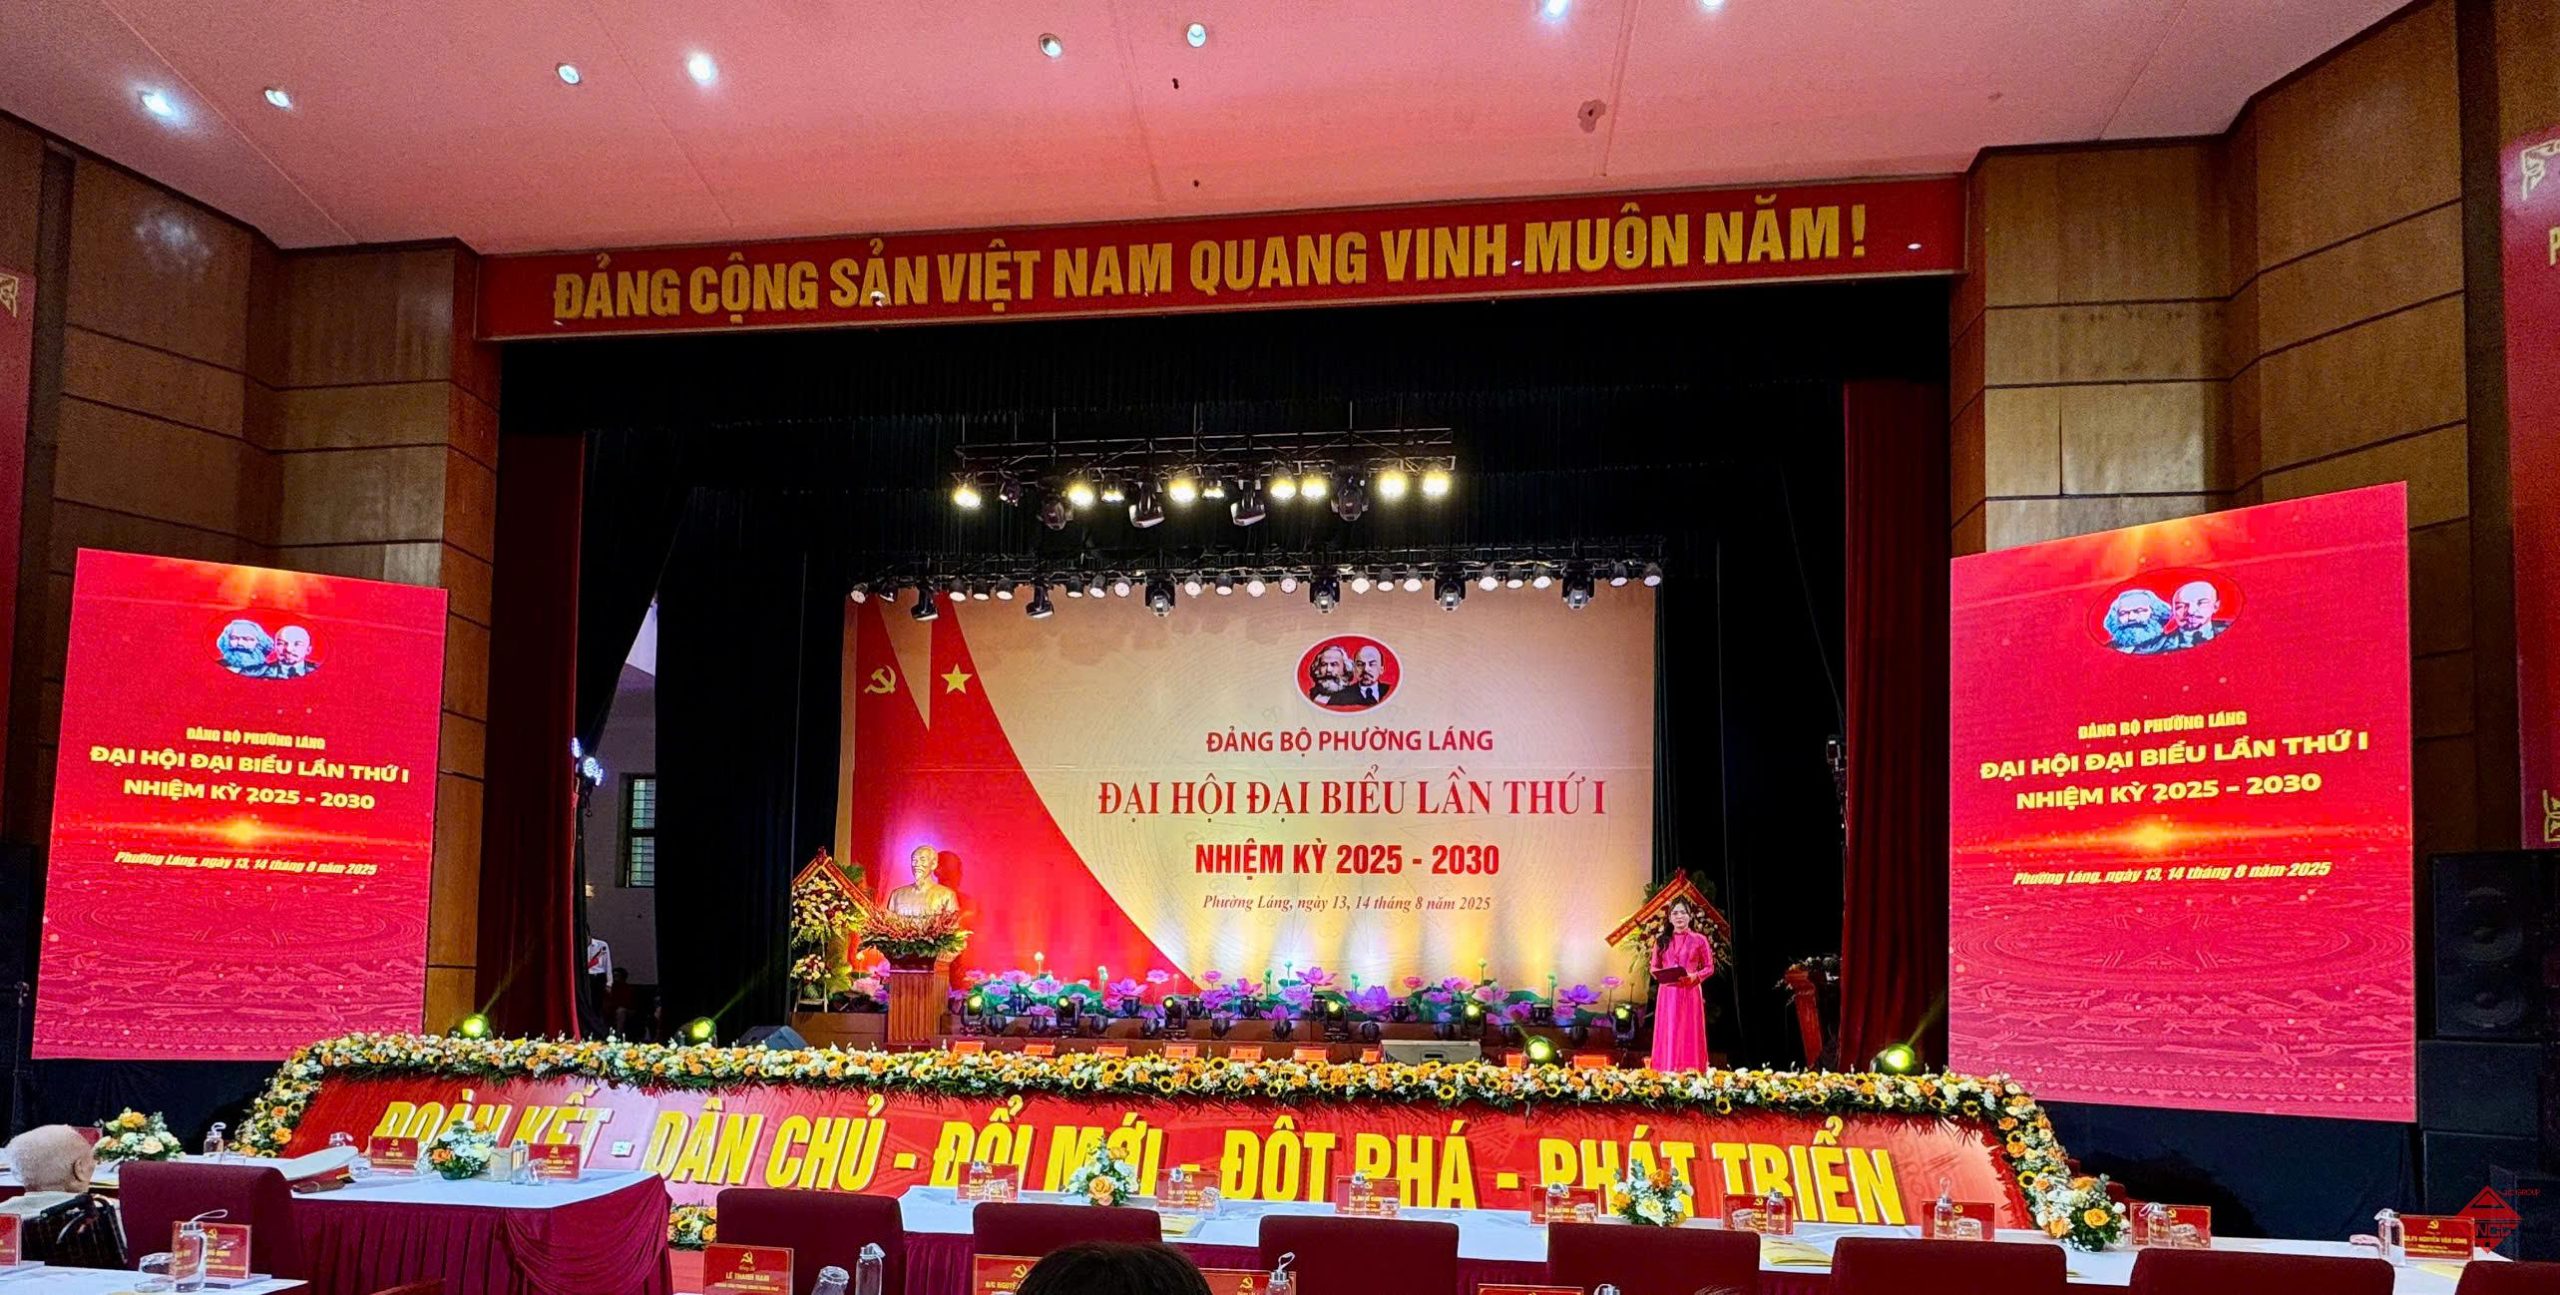 ĐẢNG CỘNG SẢN VIỆT NAM QUANG VINH MUÔN NĂM!
ĐẢNG BỘ PHƯỜNG LÁNG
ĐẠI HỘI ĐẠI BIỂU LẦN THỨ I
NHIỆM KỲ 2025 - 2030
Phường Láng, ngày 13, 14 tháng 8 năm 2025
ĐẢNG BỘ PHƯỜNG LÁNG
ĐẠI HỘI ĐẠI BIỂU LẦN THỨ I
NHIỆM KỲ 2025 - 2030
Phường Láng, ngày 13, 14 tháng 8 năm 2025
ĐẢNG BỘ PHƯỜNG LÁNG
ĐẠI HỘI ĐẠI BIỂU LẦN THỨ I
NHIỆM KỲ 2025 - 2030
Phường Láng, ngày 13, 14 tháng 8 năm 2025
ĐOÀN KẾT - DÂN CHỦ - ĐỔI MỚI - ĐỘT PHÁ - PHÁT TRIỂN
LÊ THANH NAM